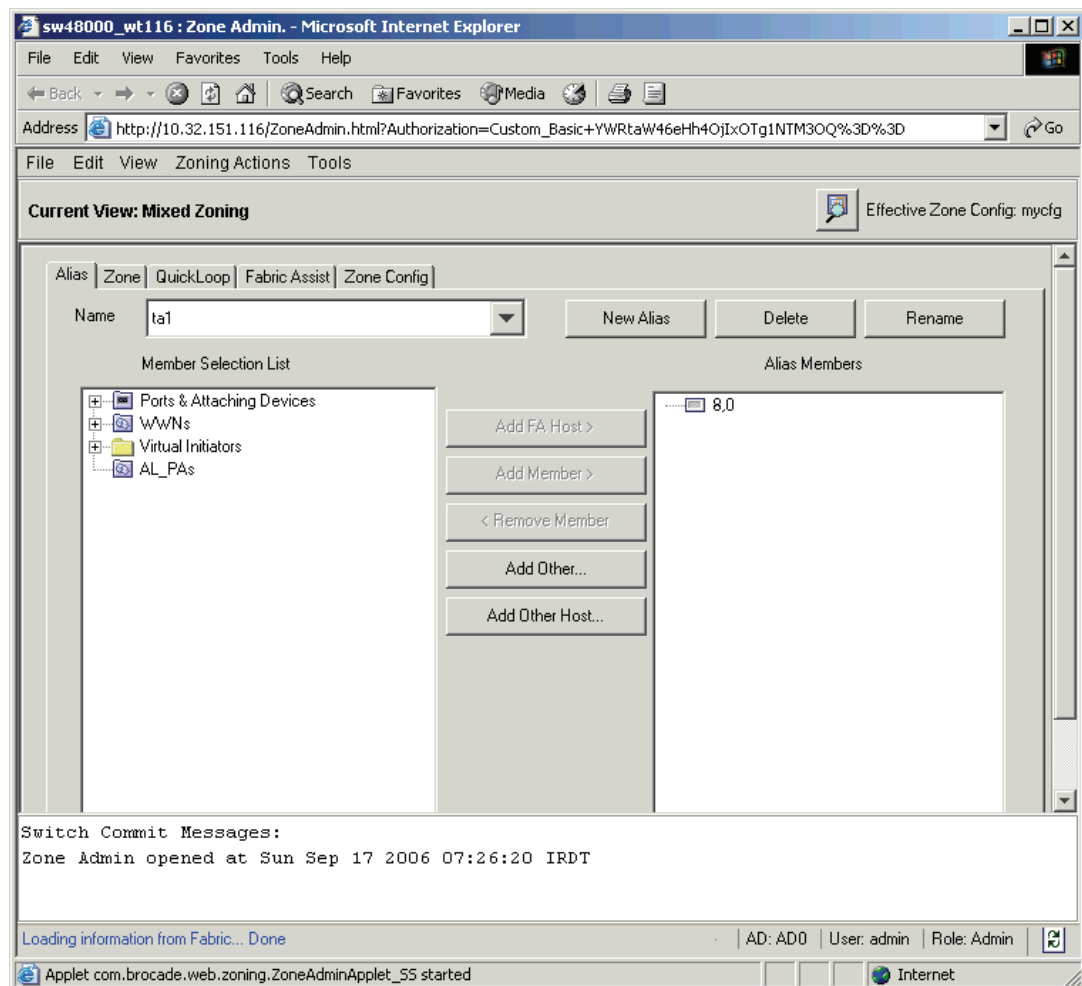 sw48000_wt116 : Zone Admin. - Microsoft Internet Explorer
File Edit View Favorites Tools Help
Back Search Favorites Media
Address http://10.32.151.116/ZoneAdmin.html?Authorization=Custom_Basic+YWRtaW46eHh4OjIxOTg1NTM3OQ%3D%3D Go
File Edit View Zoning Actions Tools
Current View: Mixed Zoning Effective Zone Config: mycfg
Alias Zone QuickLoop Fabric Assist Zone Config
Name ta1 New Alias Delete Rename
Member Selection List Alias Members
Ports & Attaching Devices
WWNs
Virtual Initiators
AL_PAs
8,0
Add FA Host >
Add Member >
< Remove Member
Add Other...
Add Other Host...
Switch Commit Messages:
Zone Admin opened at Sun Sep 17 2006 07:26:20 IRDT
Loading information from Fabric... Done AD: AD0 User: admin Role: Admin
Applet com.brocade.web.zoning.ZoneAdminApplet_SS started Internet